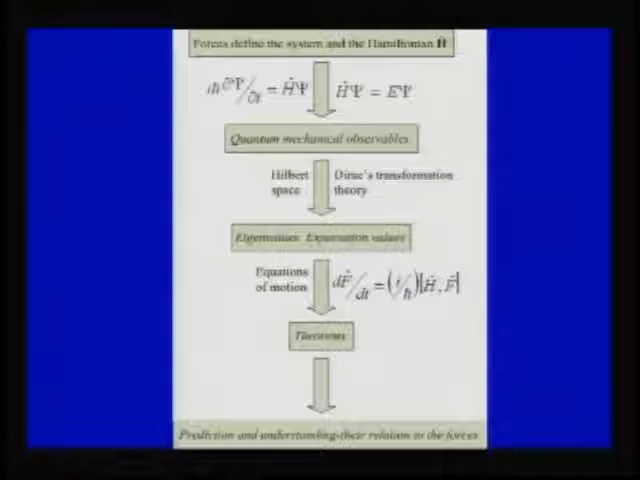 Forces define the system and the Hamiltonian Ĥ
iħ ∂Ψ/∂t = ĤΨ ĤΨ = EΨ
Quantum mechanical observables
Hilbert space
Dirac's transformation theory
Eigenvalues Expectation values
Equations of motion
dF̂/dt = (i/ħ)[Ĥ, F̂]
Theorems
Prediction and understanding-their relation to the forces